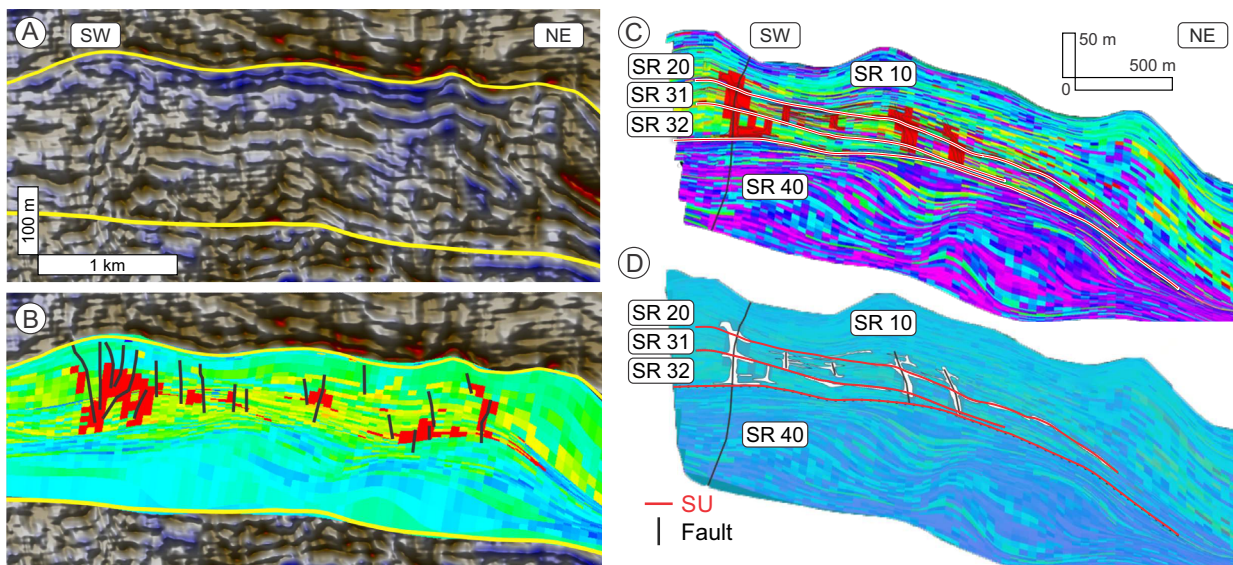 A
SW
NE
100 m
1 km
B
C
SW
50 m
NE
500 m
0
SR 20
SR 10
SR 31
SR 32
SR 40
D
SR 20
SR 10
SR 31
SR 32
SR 40
SU
Fault